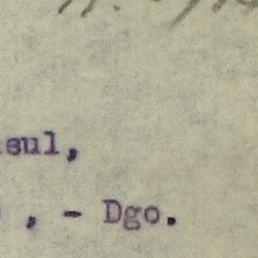 sul,
, - Dgo.